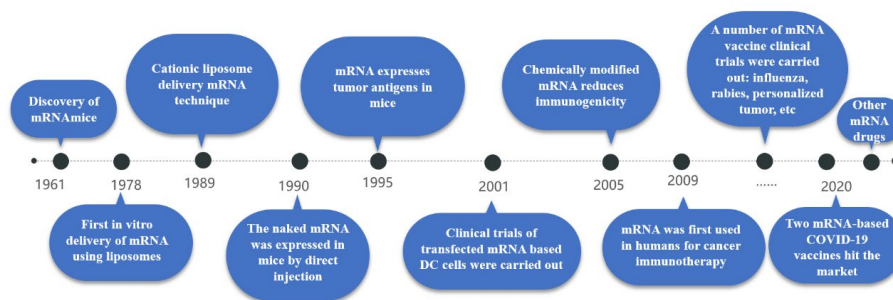 Discovery of
mRNAmice
Cationic liposome
delivery mRNA
technique
mRNA expresses
tumor antigens in
mice
Chemically modified
mRNA reduces
immunogenicity
A number of mRNA
vaccine clinical
trials were carried
out: influenza,
rabies, personalized
tumor, etc
Other
mRNA
drugs
1961
1978
1989
1990
1995
2001
2005
2009
......
2020
First in vitro
delivery of mRNA
using liposomes
The naked mRNA
was expressed in
mice by direct
injection
Clinical trials of
transfected mRNA based
DC cells were carried out
mRNA was first used
in humans for cancer
immunotherapy
Two mRNA-based
COVID-19
vaccines hit the
market